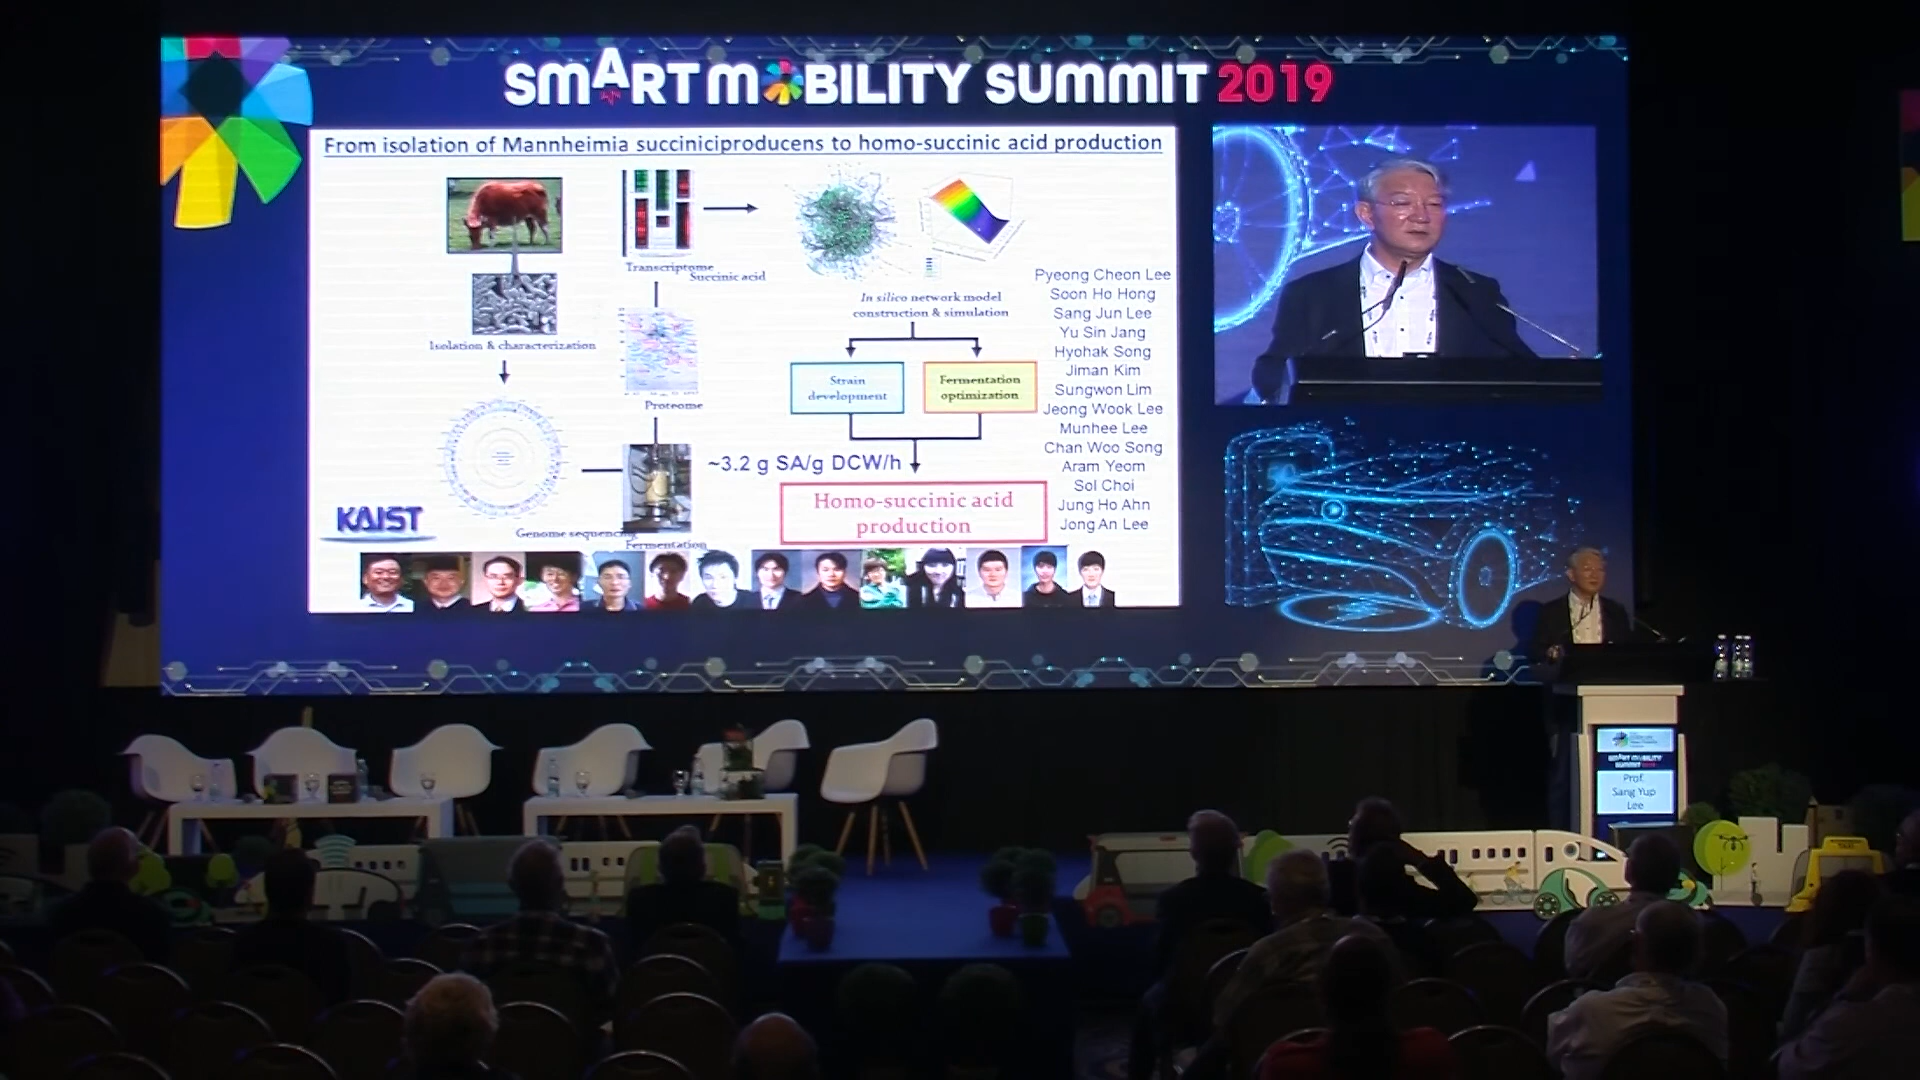 SMART MOBILITY SUMMIT 2019
From isolation of Mannheimia succiniciproducens to homo-succinic acid production
Transcriptome
Succinic acid
In silico network model
construction & simulation
Isolation & characterization
Strain
development
Fermentation
optimization
Proteome
~3.2 g SA/g DCW/h
Homo-succinic acid
production
KAIST
Genome sequencing
Fermentation
Pyeong Cheon Lee
Soon Ho Hong
Sang Jun Lee
Yu Sin Jang
Hyohak Song
Jiman Kim
Sungwon Lim
Jeong Wook Lee
Munhee Lee
Chan Woo Song
Aram Yeom
Sol Choi
Jung Ho Ahn
Jong An Lee
SMART MOBILITY
SUMMIT 2019
Prof.
Sang Yup
Lee